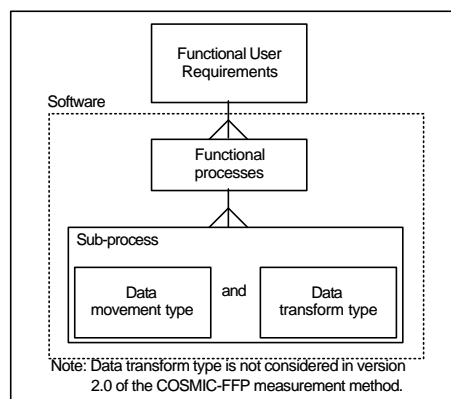 Functional User
Requirements
Software
Functional
processes
Sub-process
Data
movement type
and
Data
transform type
Note: Data transform type is not considered in version
2.0 of the COSMIC-FFP measurement method.